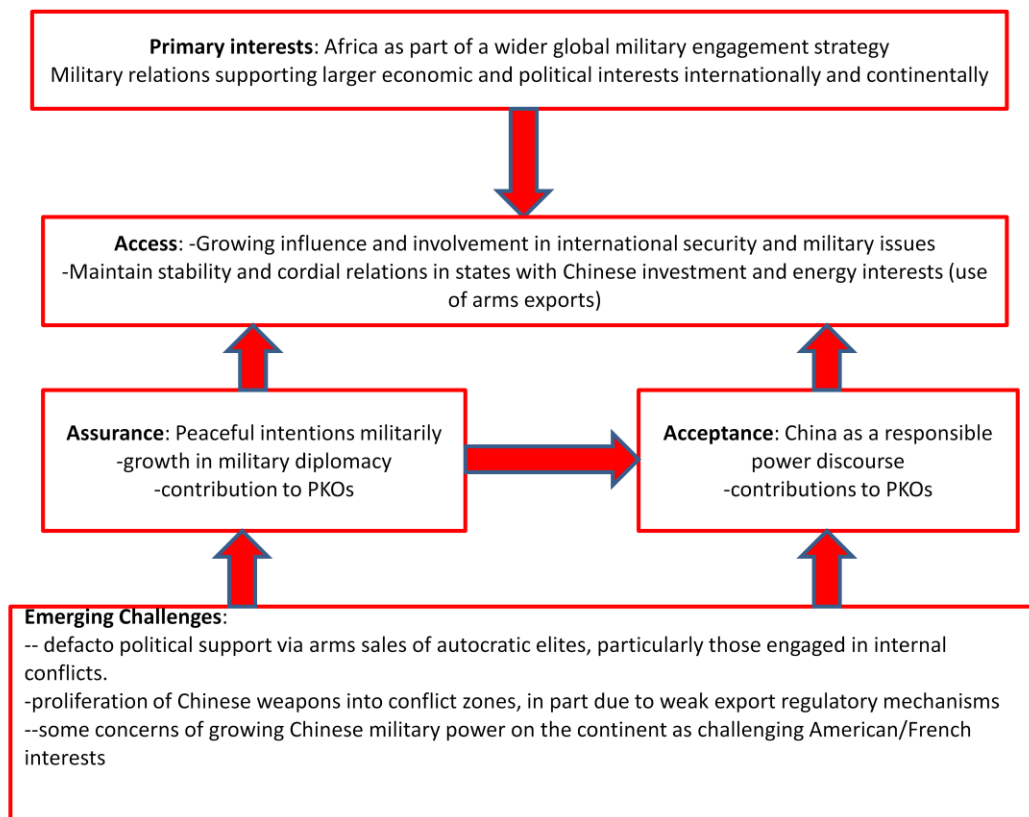 Primary interests: Africa as part of a wider global military engagement strategy
Military relations supporting larger economic and political interests internationally and continentally
Access: -Growing influence and involvement in international security and military issues
-Maintain stability and cordial relations in states with Chinese investment and energy interests (use
of arms exports)
Assurance: Peaceful intentions militarily
-growth in military diplomacy
-contribution to PKOs
Acceptance: China as a responsible
power discourse
-contributions to PKOs
Emerging Challenges:
-- defacto political support via arms sales of autocratic elites, particularly those engaged in internal
conflicts.
-proliferation of Chinese weapons into conflict zones, in part due to weak export regulatory mechanisms
--some concerns of growing Chinese military power on the continent as challenging American/French
interests